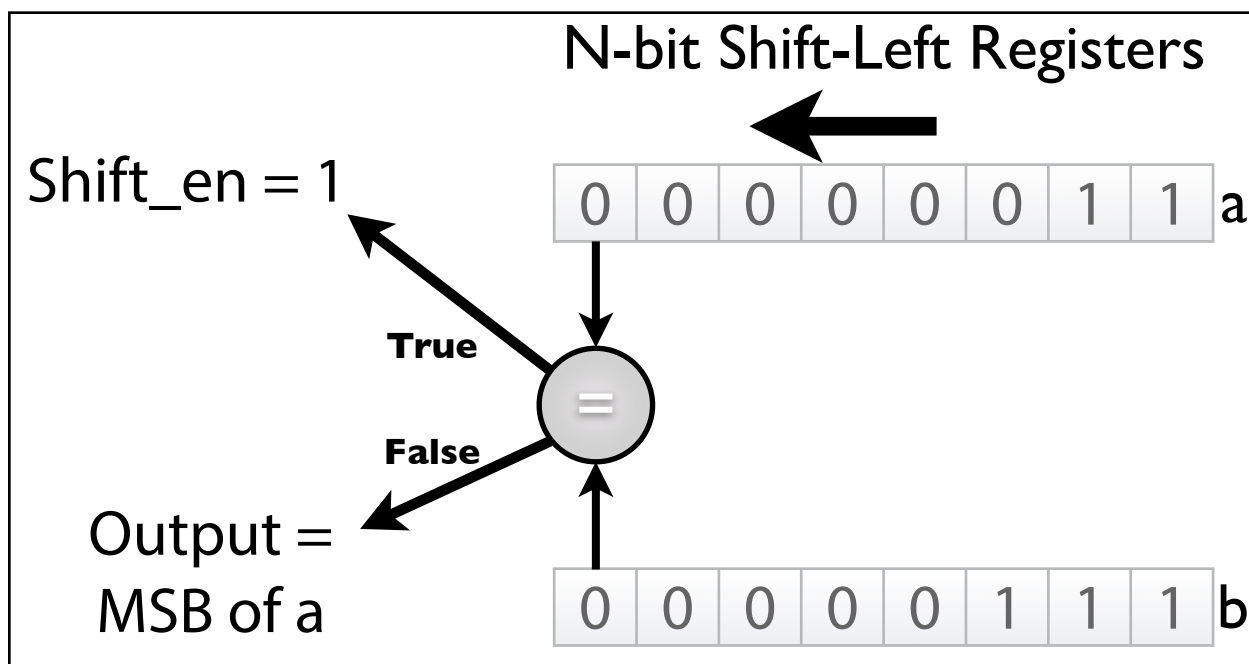 N-bit Shift-Left Registers
Shift_en = 1
0 0 0 0 0 0 1 1 a
True
=
False
Output =
MSB of a
0 0 0 0 0 1 1 1 b